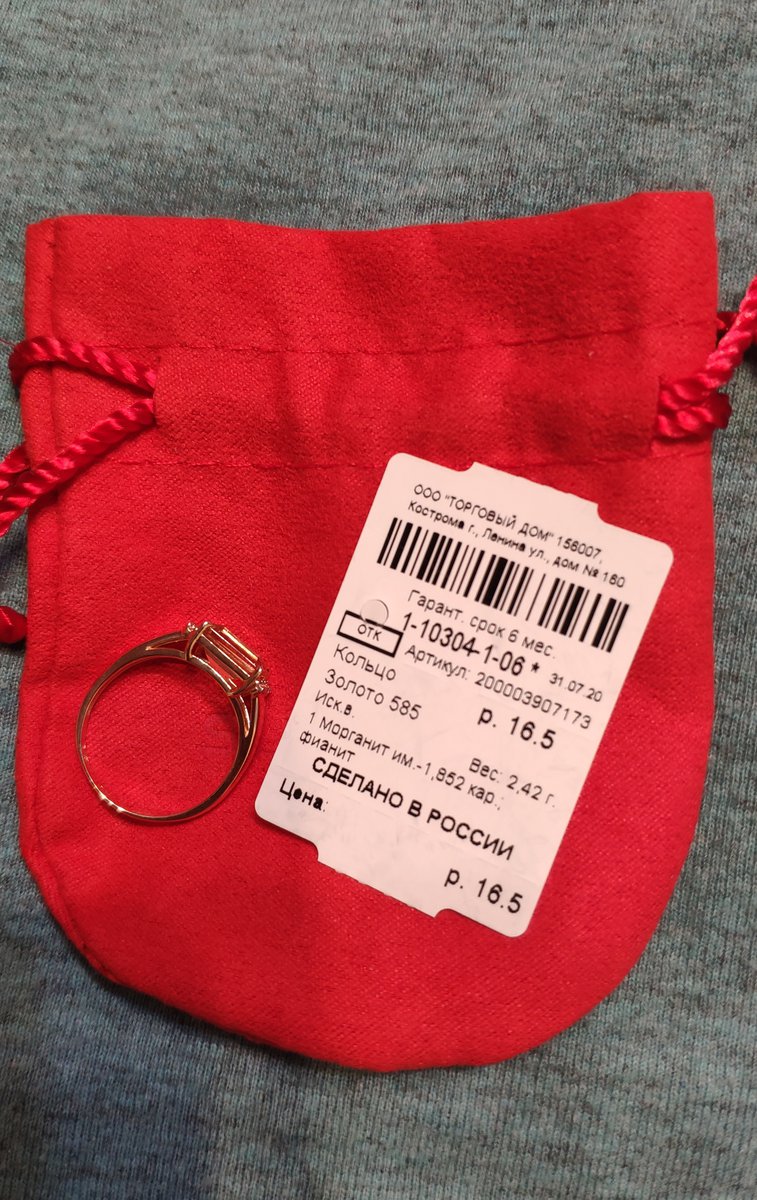 ООО "ТОРГОВЫЙ ДОМ" 156007,
Кострома г., Ленина ул., дом № 160
Гарант. срок 6 мес.
ОТК 1-10304-1-06 * 31.07.20
Артикул: 200003907173
Кольцо
Золото 585 р. 16.5
Иск.в. Вес: 2,42 г.
1 Морганит им.-1,852 кар.;
фианит
СДЕЛАНО В РОССИИ
Цена:
р. 16.5